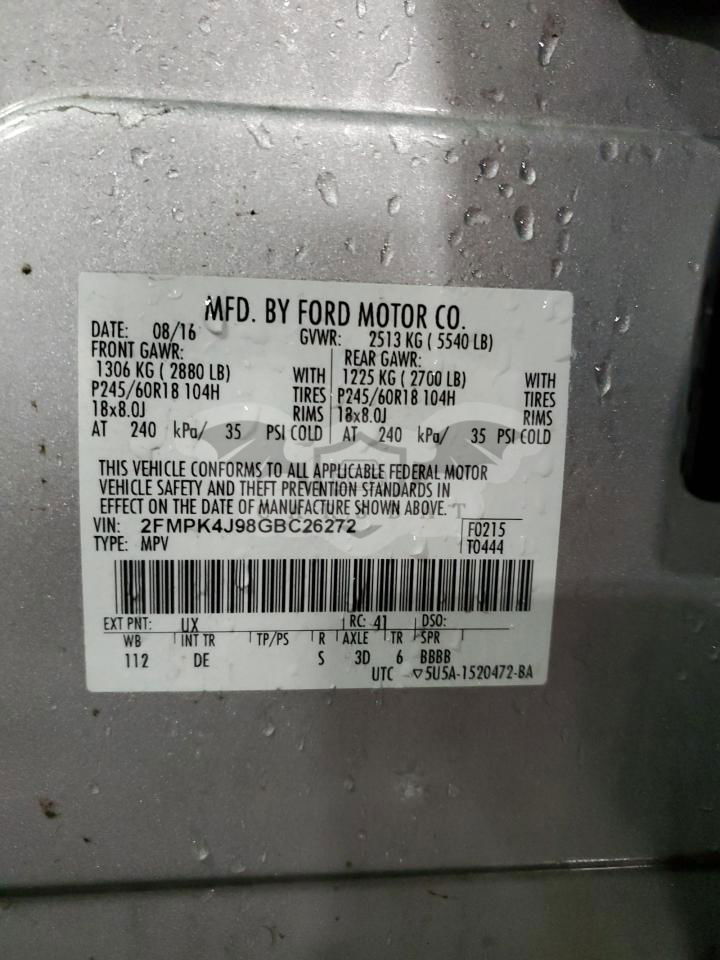 MFD. BY FORD MOTOR CO.
DATE: 08/16 GVWR: 2513 KG ( 5540 LB)
FRONT GAWR: REAR GAWR:
1306 KG ( 2880 LB) WITH 1225 KG ( 2700 LB) WITH
P245/60R18 104H TIRES P245/60R18 104H TIRES
18x8.0J RIMS 18x8.0J RIMS
AT 240 kPa/ 35 PSI COLD AT 240 kPa/ 35 PSI COLD
THIS VEHICLE CONFORMS TO ALL APPLICABLE FEDERAL MOTOR
VEHICLE SAFETY AND THEFT PREVENTION STANDARDS IN
EFFECT ON THE DATE OF MANUFACTURE SHOWN ABOVE.
VIN: 2FMPK4J98GBC26272 F0215
TYPE: MPV T0444
EXT PNT: UX RC: 41 DSO:
WB INT TR TP/PS R AXLE TR SPR
112 DE S 3D 6 BBBB
UTC ▽5U5A-1520472-BA